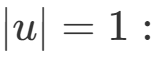 |u| = 1 :